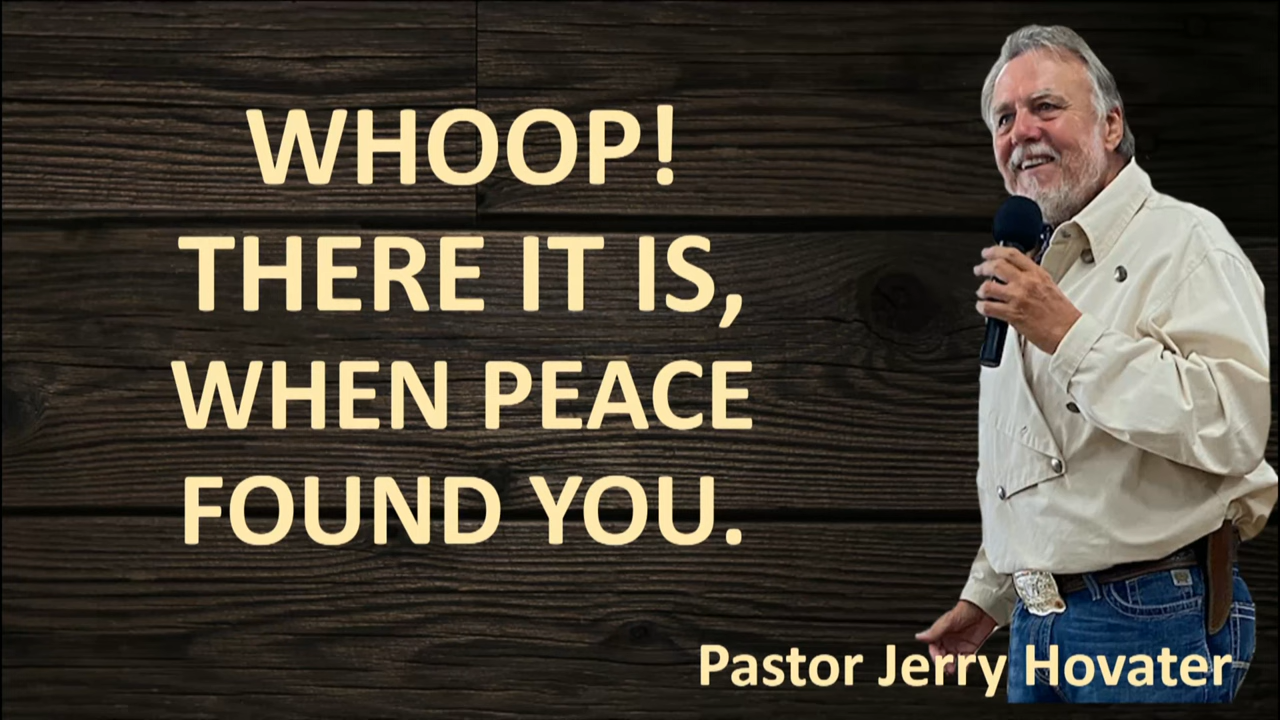 WHOOP!
THERE IT IS,
WHEN PEACE
FOUND YOU.
Pastor Jerry Hovater